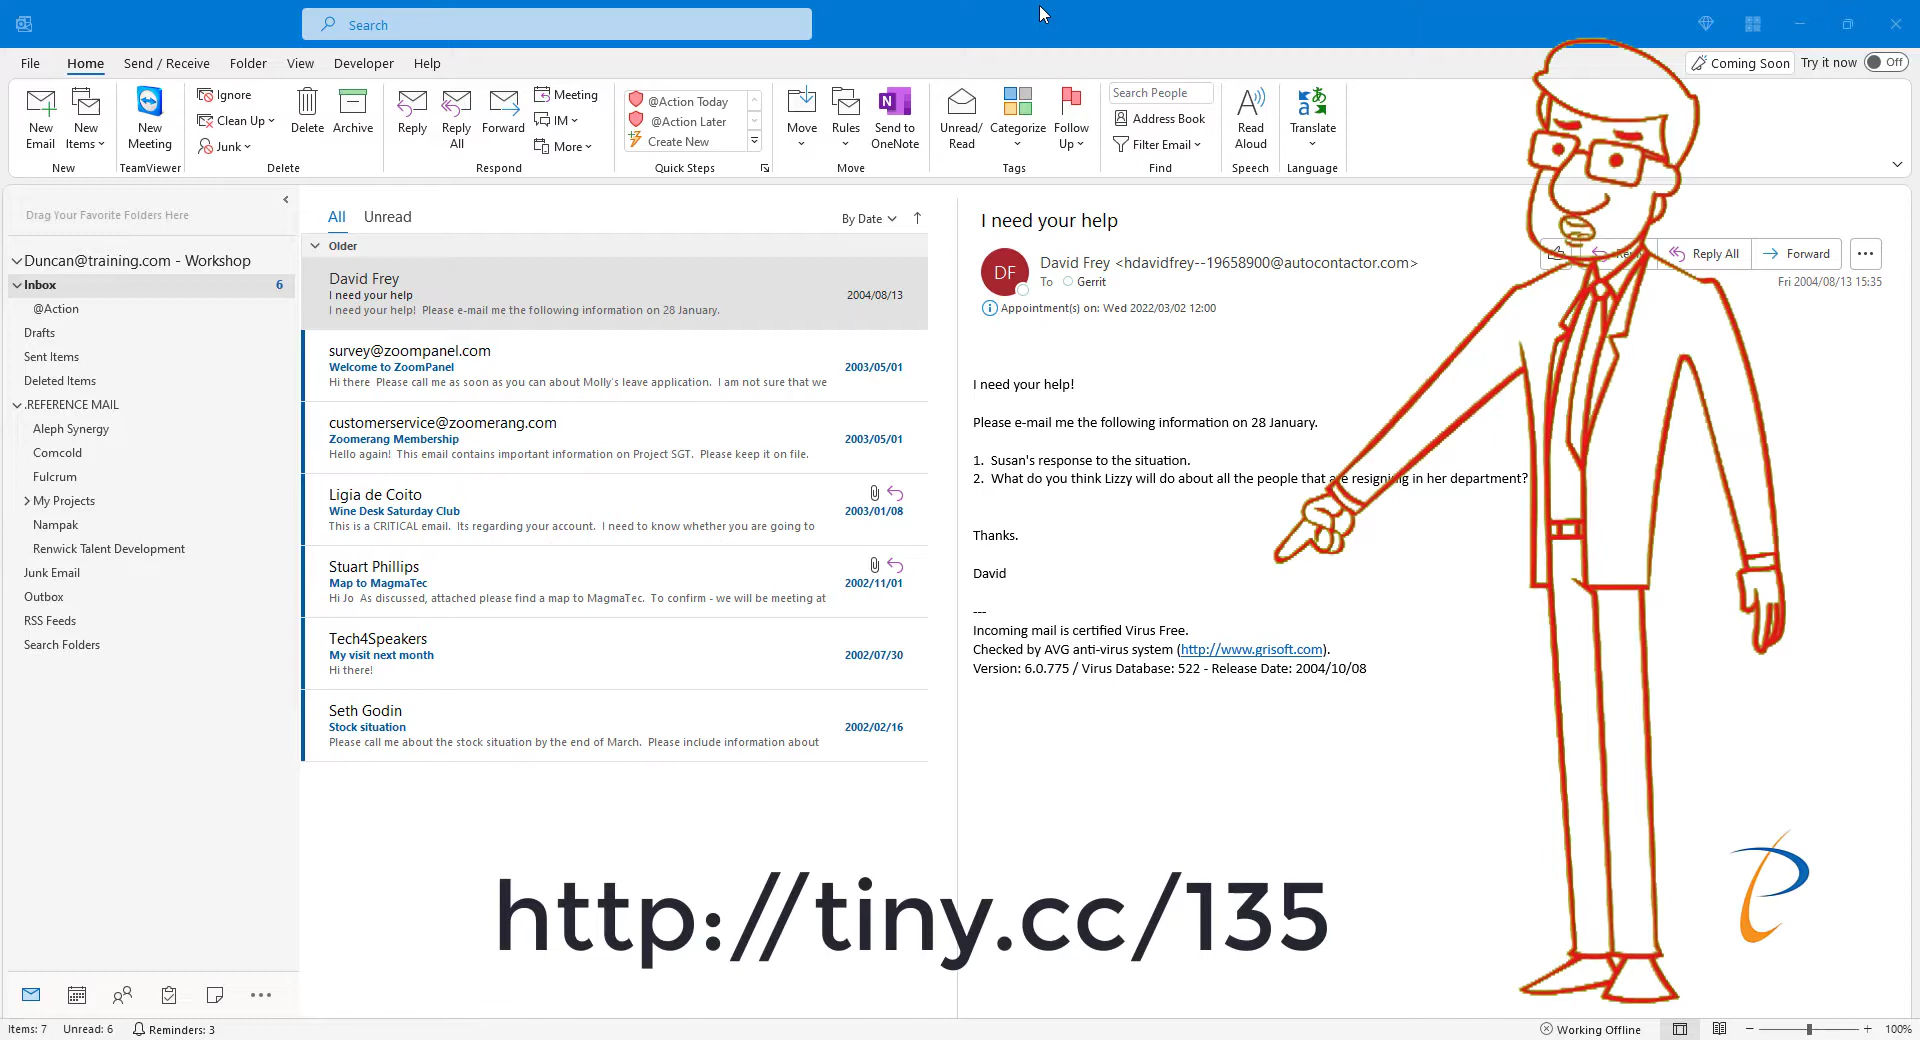 Search
File Home Send / Receive Folder View Developer Help
Coming Soon Try it now Off
New Email
New Items
New
New Meeting
TeamViewer
Ignore
Clean Up
Junk
Delete
Archive
Delete
Reply
Reply All
Forward
Meeting
IM
More
Respond
@Action Today
@Action Later
Create New
Quick Steps
Move
Rules
Send to OneNote
Move
Unread/ Read
Categorize
Follow Up
Tags
Search People
Address Book
Filter Email
Find
Read Aloud
Speech
Translate
Language
Drag Your Favorite Folders Here
Duncan@training.com - Workshop
Inbox 6
@Action
Drafts
Sent Items
Deleted Items
.REFERENCE MAIL
Aleph Synergy
Comcold
Fulcrum
My Projects
Nampak
Renwick Talent Development
Junk Email
Outbox
RSS Feeds
Search Folders
All Unread By Date
Older
David Frey
I need your help 2004/08/13
I need your help! Please e-mail me the following information on 28 January.
survey@zoompanel.com
Welcome to ZoomPanel 2003/05/01
Hi there Please call me as soon as you can about Molly's leave application. I am not sure that we
customerservice@zoomerang.com
Zoomerang Membership 2003/05/01
Hello again! This email contains important information on Project SGT. Please keep it on file.
Ligia de Coito
Wine Desk Saturday Club 2003/01/08
This is a CRITICAL email. Its regarding your account. I need to know whether you are going to
Stuart Phillips
Map to MagmaTec 2002/11/01
Hi Jo As discussed, attached please find a map to MagmaTec. To confirm - we will be meeting at
Tech4Speakers
My visit next month 2002/07/30
Hi there!
Seth Godin
Stock situation 2002/02/16
Please call me about the stock situation by the end of March. Please include information about
I need your help
DF
David Frey <hdavidfrey--19658900@autocontactor.com>
To Gerrit
Reply All Forward
Fri 2004/08/13 15:35
Appointment(s) on: Wed 2022/03/02 12:00
I need your help!
Please e-mail me the following information on 28 January.
1. Susan's response to the situation.
2. What do you think Lizzy will do about all the people that are resigning in her department?
Thanks.
David
---
Incoming mail is certified Virus Free.
Checked by AVG anti-virus system (http://www.grisoft.com).
Version: 6.0.775 / Virus Database: 522 - Release Date: 2004/10/08
http://tiny.cc/135
Items: 7 Unread: 6 Reminders: 3 Working Offline 100%